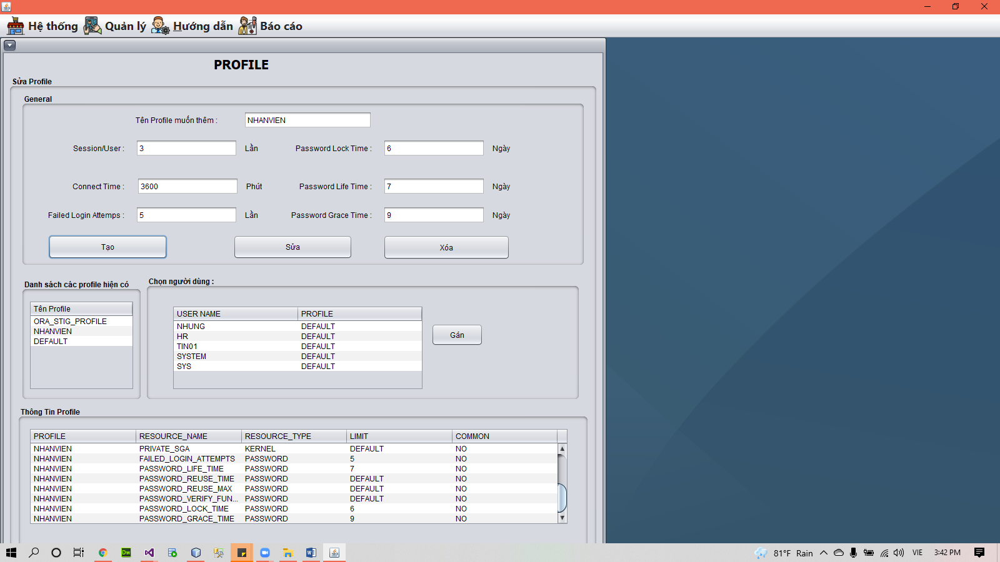 Hệ thống Quản lý Hướng dẫn Báo cáo
PROFILE
Sửa Profile
General
Tên Profile muốn thêm : NHANVIEN
Session/User : 3 Lần Password Lock Time : 6 Ngày
Connect Time : 3600 Phút Password Life Time : 7 Ngày
Failed Login Attemps : 5 Lần Password Grace Time : 9 Ngày
Tạo Sửa Xóa
Danh sách các profile hiện có
Tên Profile
ORA_STIG_PROFILE
NHANVIEN
DEFAULT
Chọn người dùng :
USER NAME PROFILE
NHUNG DEFAULT
HR DEFAULT
TIN01 DEFAULT
SYSTEM DEFAULT
SYS DEFAULT
Gán
Thông Tin Profile
PROFILE RESOURCE_NAME RESOURCE_TYPE LIMIT COMMON
NHANVIEN PRIVATE_SGA KERNEL DEFAULT NO
NHANVIEN FAILED_LOGIN_ATTEMPTS PASSWORD 5 NO
NHANVIEN PASSWORD_LIFE_TIME PASSWORD 7 NO
NHANVIEN PASSWORD_REUSE_TIME PASSWORD DEFAULT NO
NHANVIEN PASSWORD_REUSE_MAX PASSWORD DEFAULT NO
NHANVIEN PASSWORD_VERIFY_FUN... PASSWORD DEFAULT NO
NHANVIEN PASSWORD_LOCK_TIME PASSWORD 6 NO
NHANVIEN PASSWORD_GRACE_TIME PASSWORD 9 NO
Dw 81°F Rain VIE 3:42 PM